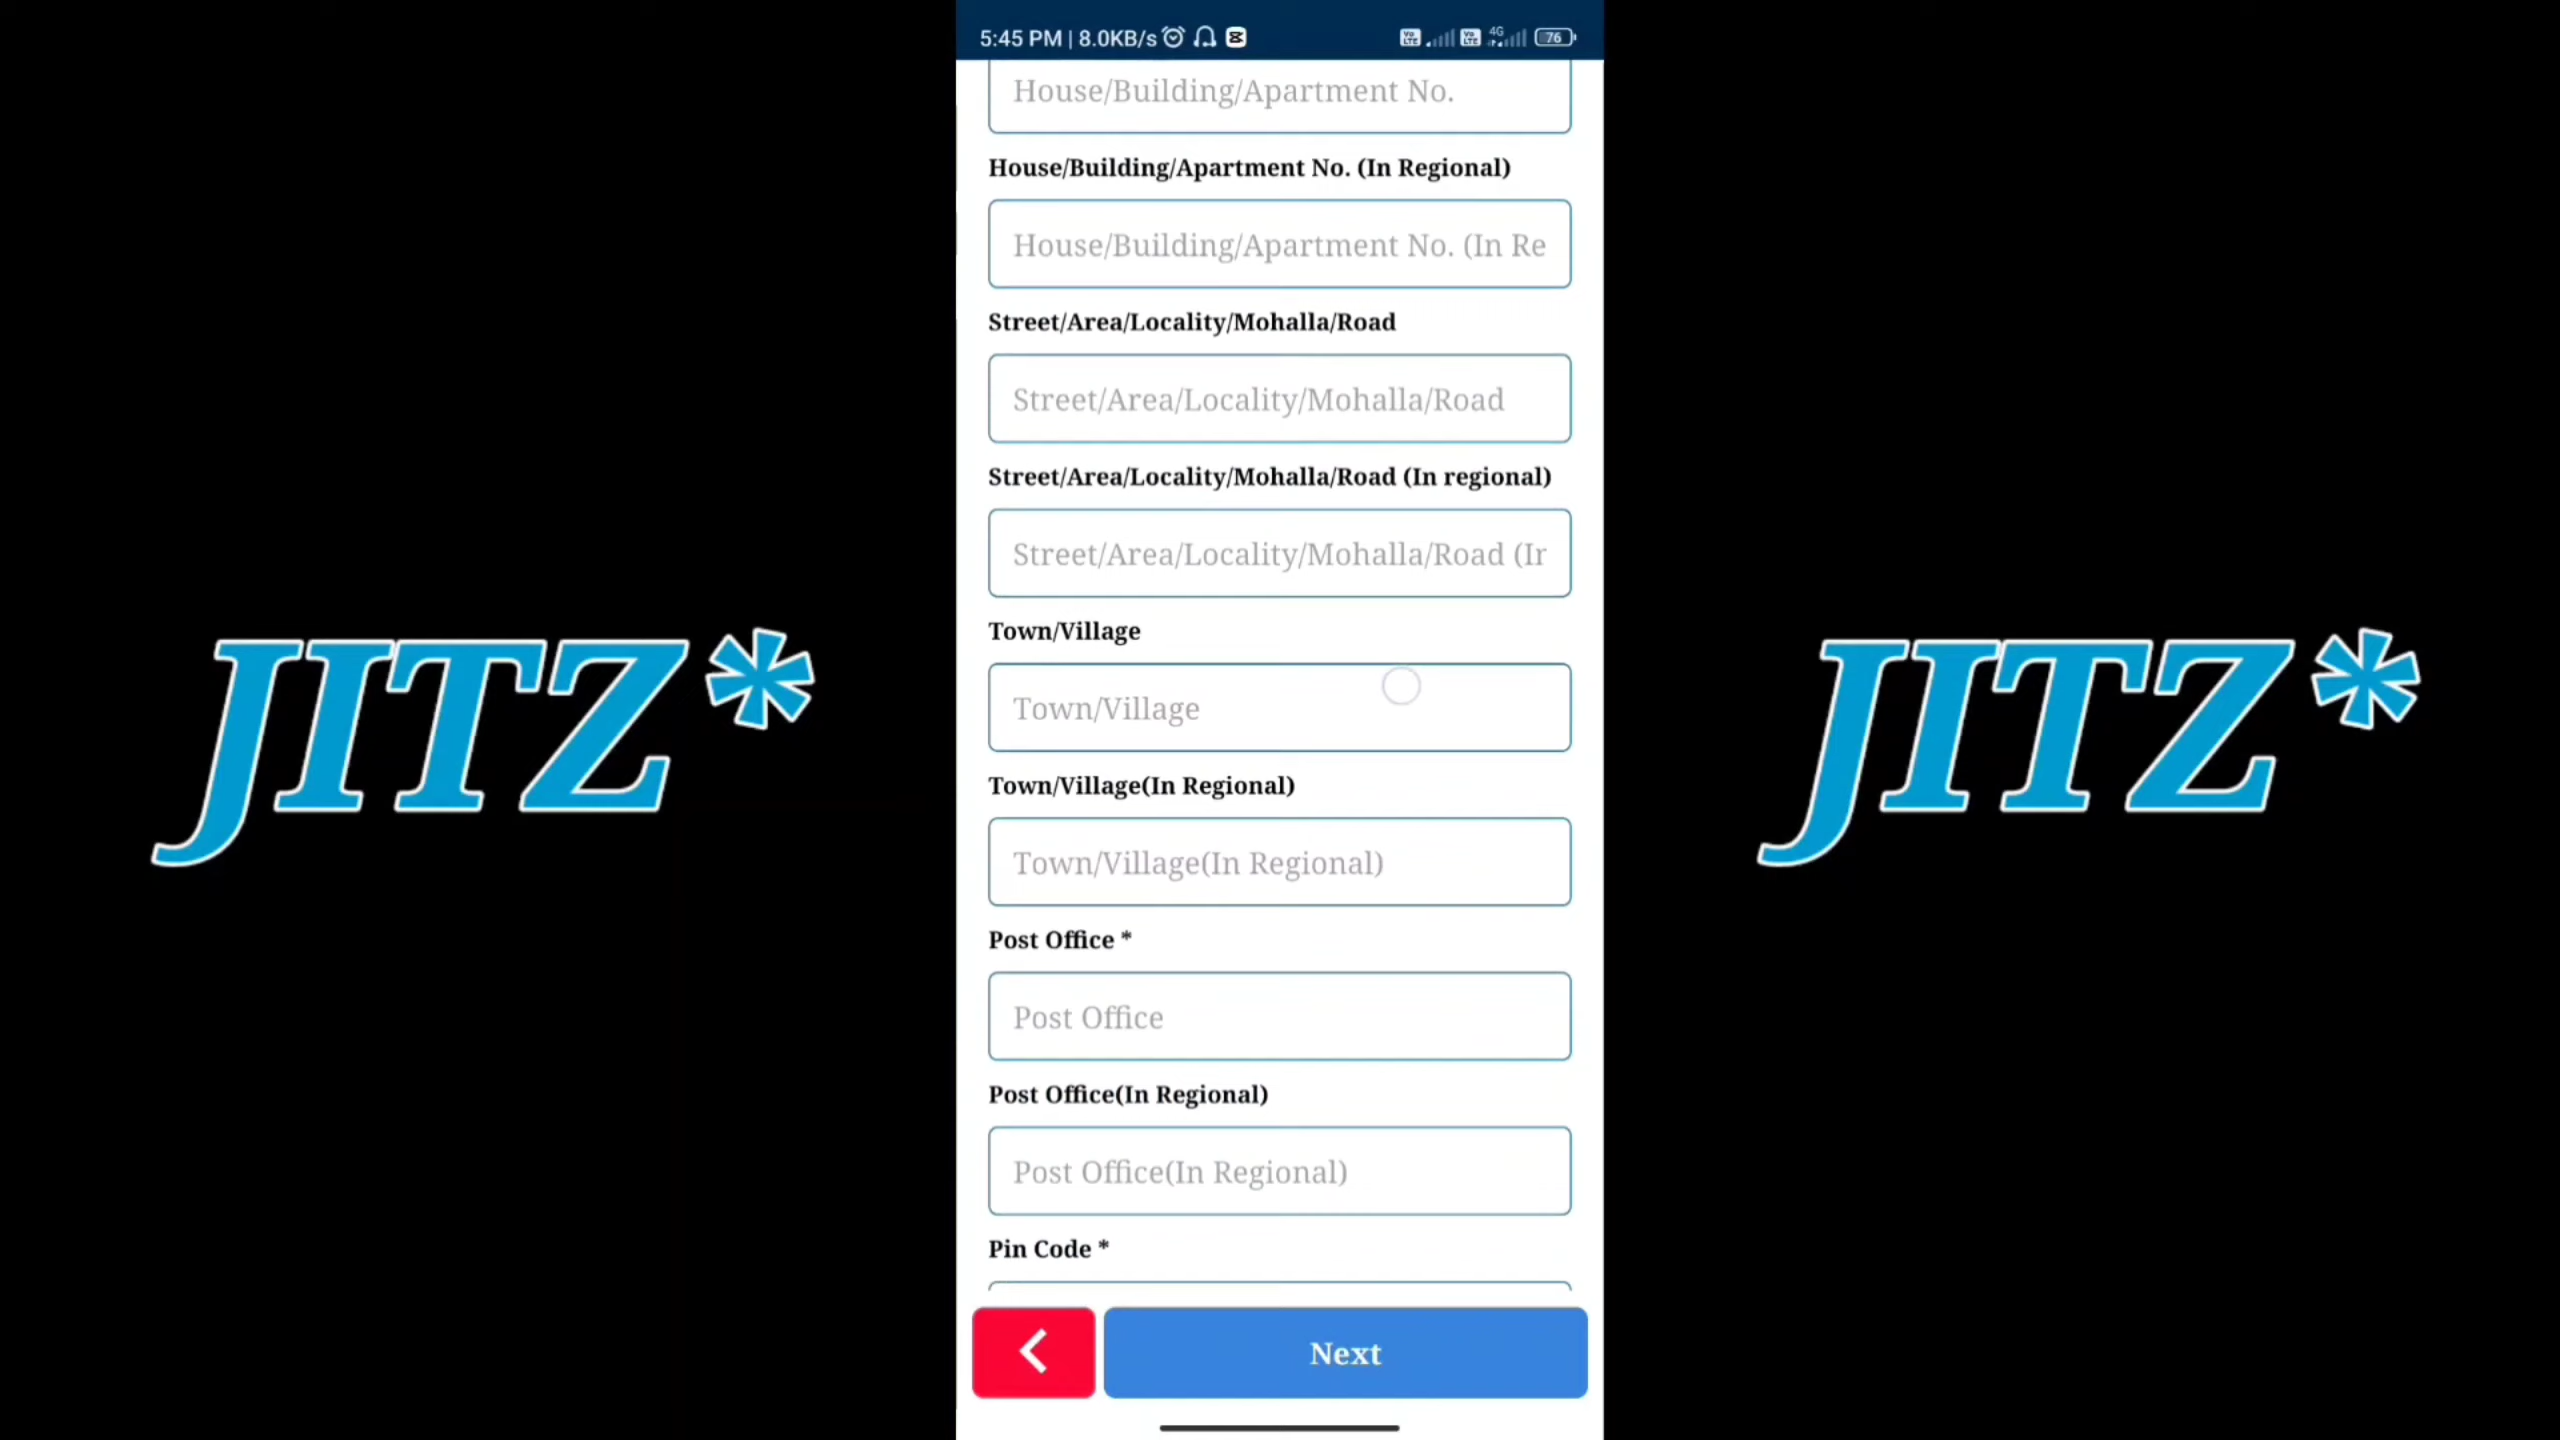 5:45 PM | 8.0KB/s
4G
76
House/Building/Apartment No.
House/Building/Apartment No. (In Regional)
House/Building/Apartment No. (In Re
Street/Area/Locality/Mohalla/Road
Street/Area/Locality/Mohalla/Road
Street/Area/Locality/Mohalla/Road (In regional)
Street/Area/Locality/Mohalla/Road (Ir
Town/Village
Town/Village
Town/Village(In Regional)
Town/Village(In Regional)
Post Office *
Post Office
Post Office(In Regional)
Post Office(In Regional)
Pin Code *
Next
JITZ*
JITZ*